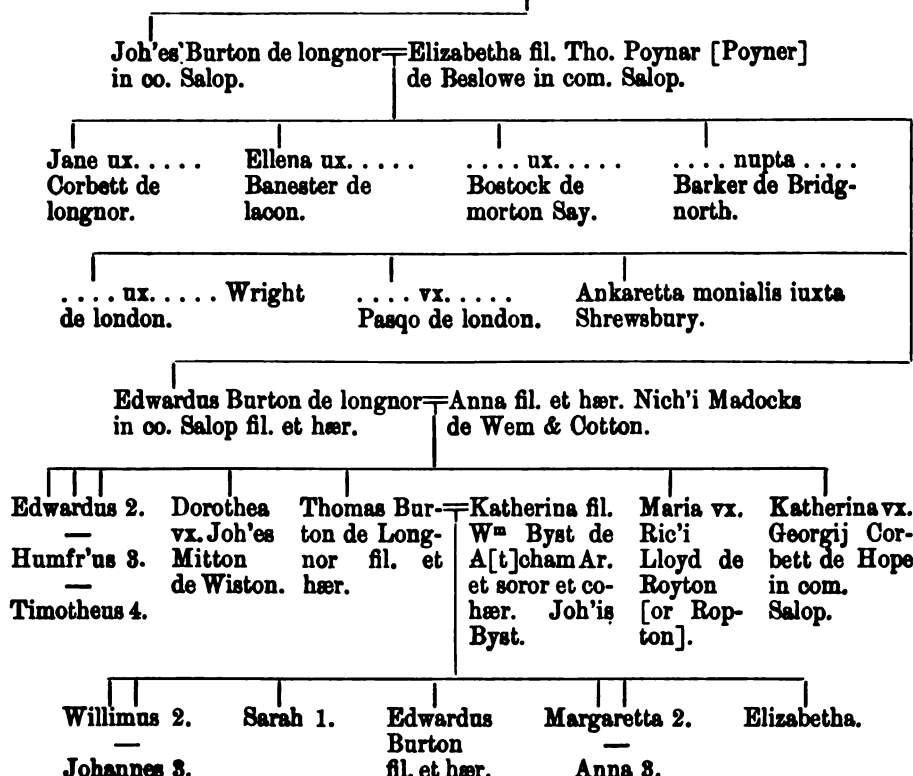 Joh'es Burton de longnor Elizabetha fil. Tho. Poynar [Poyner]
in co. Salop. de Beslowe in com. Salop.
Jane ux. . . . .
Corbett de
longnor.
Ellena ux. . . . .
Banester de
lacon.
. . . . ux. . . . .
Bostock de
morton Say.
. . . . nupta . . . .
Barker de Bridg-
north.
. . . . ux. . . . . Wright
de london.
. . . . vx. . . . .
Pasqo de london.
Ankaretta monialis iuxta
Shrewsbury.
Edwardus Burton de longnor Anna fil. et hær. Nich'i Madocks
in co. Salop fil. et hær. de Wem & Cotton.
Edwardus 2.
—
Humfr'us 3.
—
Timotheus 4.
Dorothea
vx. Joh'es
Mitton
de Wiston.
Thomas Bur-
ton de Long-
nor fil. et
hær.
Katherina fil.
Wm Byst de
A[t]cham Ar.
et soror et co-
hær. Joh'is
Byst.
Maria vx.
Ric'i
Lloyd de
Royton
[or Rop-
ton].
Katherina vx.
Georgij Cor-
bett de Hope
in com.
Salop.
Willimus 2.
—
Johannes 3.
Sarah 1.
Edwardus
Burton
fil. et hær.
Margaretta 2.
—
Anna 3.
Elizabetha.